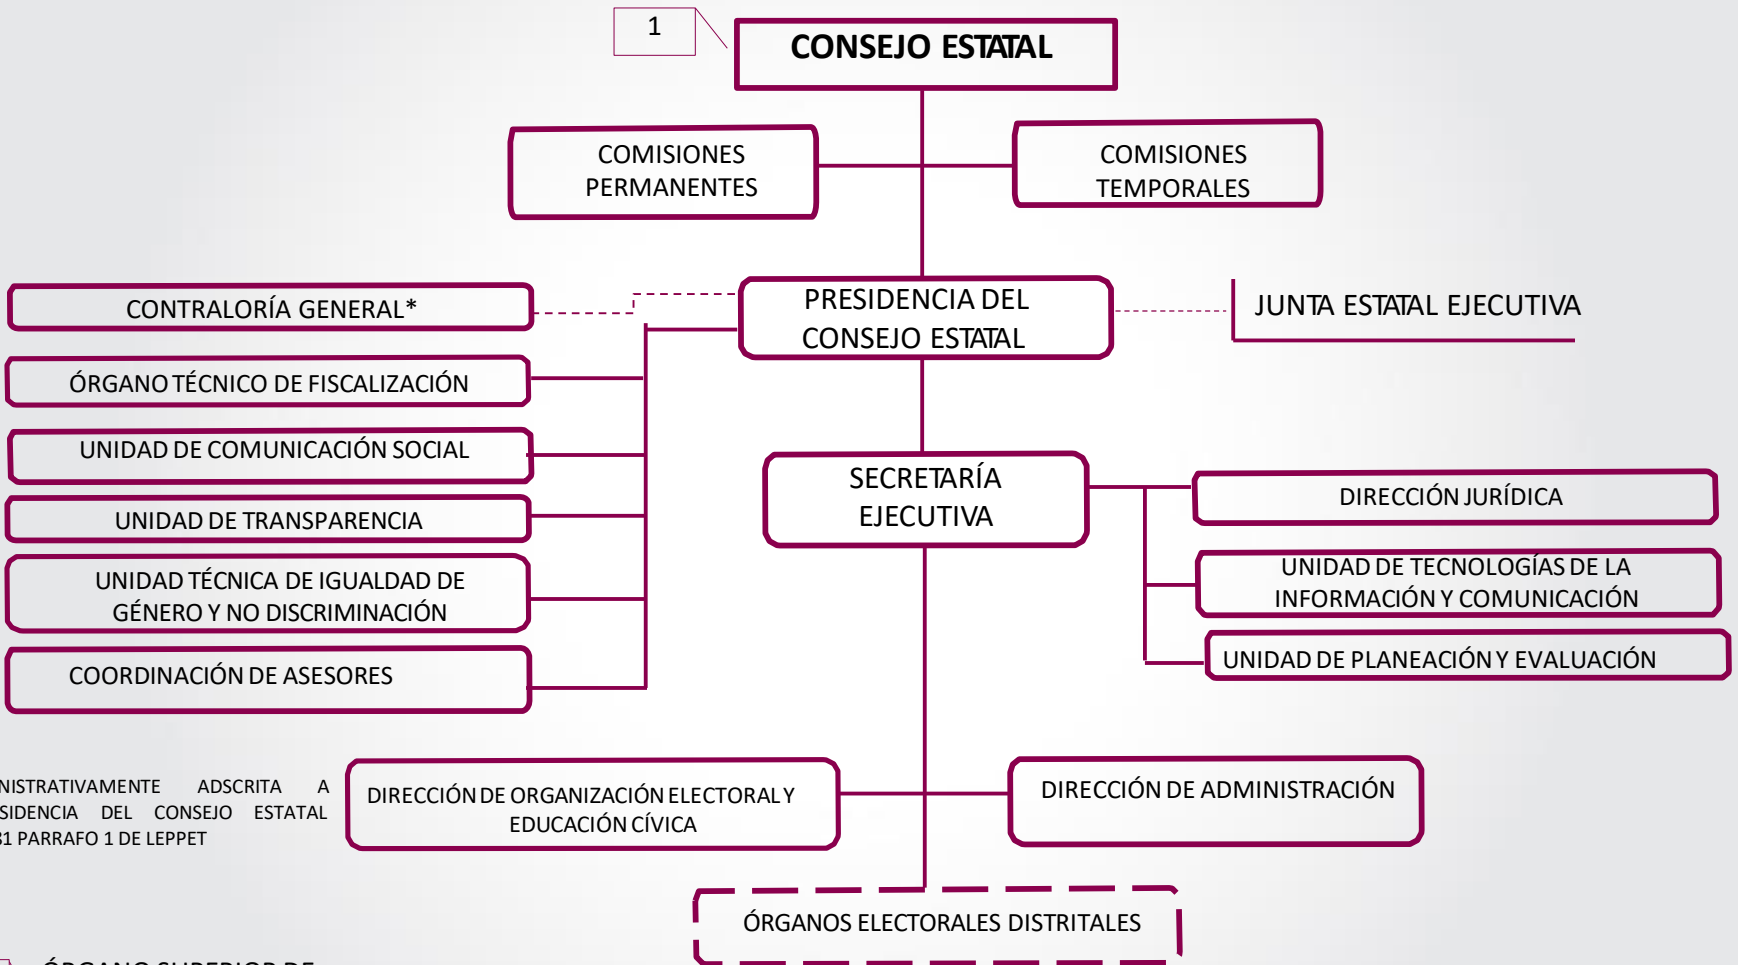 1
CONSEJO ESTATAL
COMISIONES
PERMANENTES
COMISIONES
TEMPORALES
CONTRALORÍA GENERAL*
PRESIDENCIA DEL
CONSEJO ESTATAL
JUNTA ESTATAL EJECUTIVA
ÓRGANO TÉCNICO DE FISCALIZACIÓN
UNIDAD DE COMUNICACIÓN SOCIAL
UNIDAD DE TRANSPARENCIA
UNIDAD TÉCNICA DE IGUALDAD DE
GÉNERO Y NO DISCRIMINACIÓN
COORDINACIÓN DE ASESORES
SECRETARÍA
EJECUTIVA
DIRECCIÓN JURÍDICA
UNIDAD DE TECNOLOGÍAS DE LA
INFORMACIÓN Y COMUNICACIÓN
UNIDAD DE PLANEACIÓN Y EVALUACIÓN
ADSCRITA A
DEL CONSEJO ESTATAL
PARRAFO 1 DE LEPPET
DIRECCIÓN DE ORGANIZACIÓN ELECTORAL Y
EDUCACIÓN CÍVICA
DIRECCIÓN DE ADMINISTRACIÓN
ÓRGANOS ELECTORALES DISTRITALES
ÓRGANO SUPERIOR DE